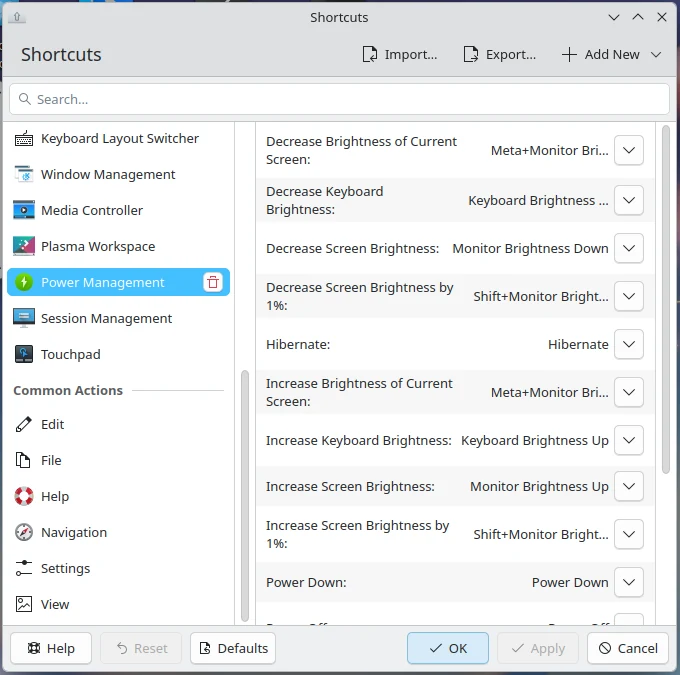 Shortcuts
Shortcuts
Import...
Export...
Add New
Search...
Keyboard Layout Switcher
Window Management
Media Controller
Plasma Workspace
Power Management
Session Management
Touchpad
Common Actions
Edit
File
Help
Navigation
Settings
View
Decrease Brightness of Current
Screen:
Meta+Monitor Bri...
Decrease Keyboard
Brightness:
Keyboard Brightness ...
Decrease Screen Brightness:
Monitor Brightness Down
Decrease Screen Brightness by
1%:
Shift+Monitor Bright...
Hibernate:
Hibernate
Increase Brightness of Current
Screen:
Meta+Monitor Bri...
Increase Keyboard Brightness:
Keyboard Brightness Up
Increase Screen Brightness:
Monitor Brightness Up
Increase Screen Brightness by
1%:
Shift+Monitor Bright...
Power Down:
Power Down
Help
Reset
Defaults
OK
Apply
Cancel